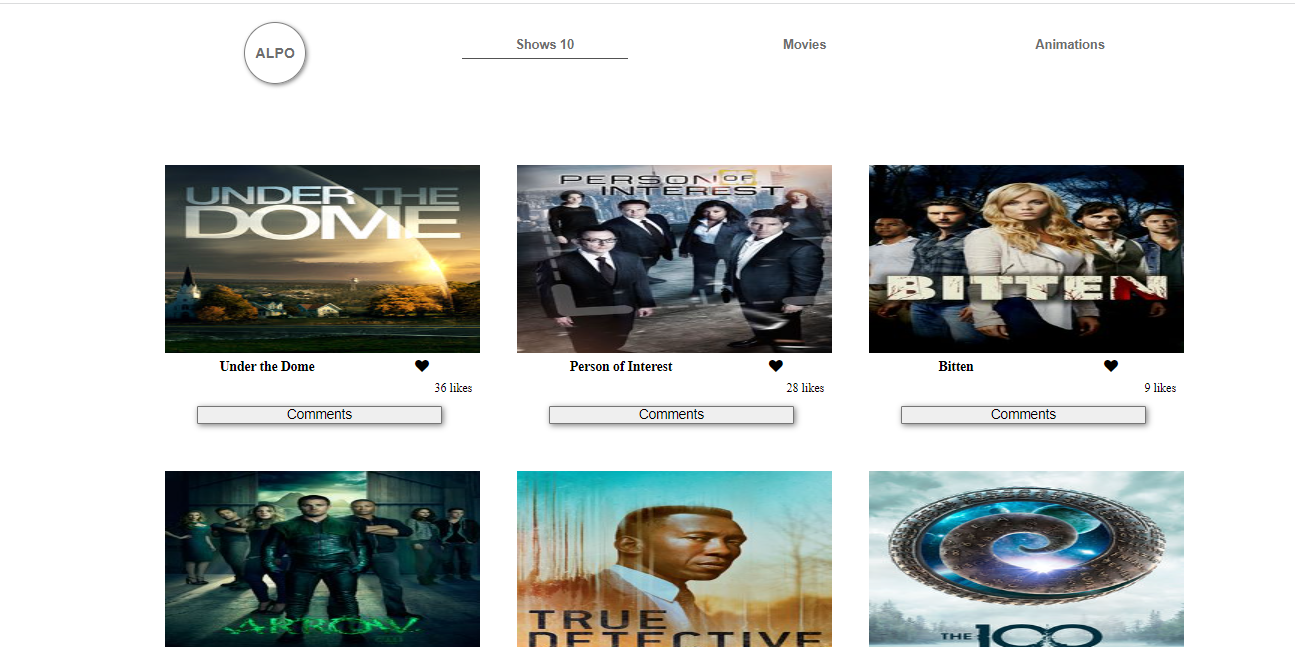 ALPO
Shows 10
Movies
Animations
UNDER THE
DOME
PERSON OF
INTEREST
BITTEN
Under the Dome
Person of Interest
Bitten
36 likes
28 likes
9 likes
Comments
Comments
Comments
ARROW
TRUE
DETECTIVE
THE 100